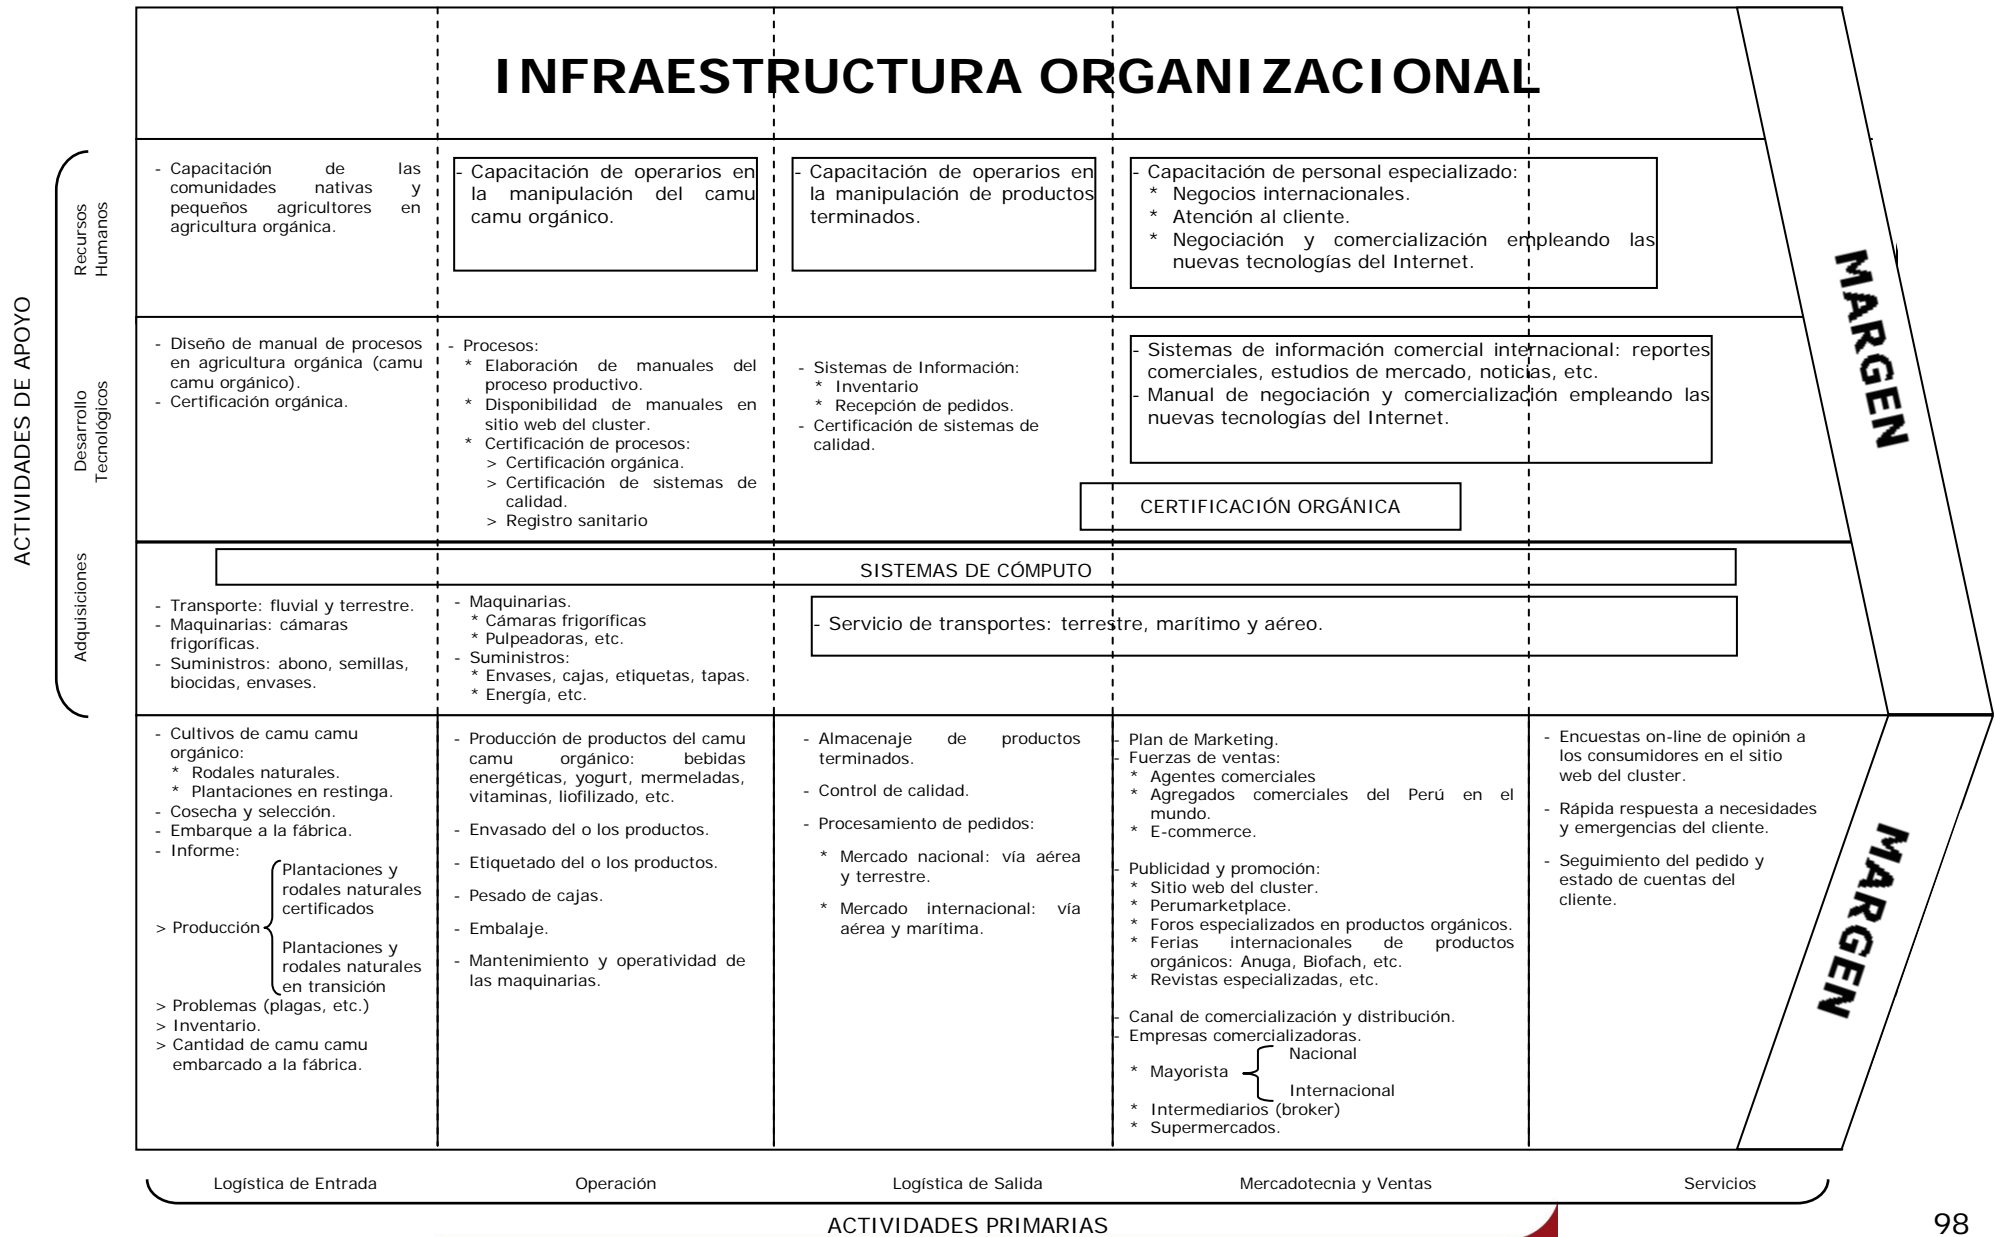 INFRAESTRUCTURA ORGANIZACIONAL
ACTIVIDADES DE APOYO
Recursos
Humanos
- Capacitación de las
comunidades nativas y
pequeños agricultores en
agricultura orgánica.
- Capacitación de operarios en
la manipulación del camu
camu orgánico.
- Capacitación de operarios en
la manipulación de productos
terminados.
- Capacitación de personal especializado:
* Negocios internacionales.
* Atención al cliente.
* Negociación y comercialización empleando las
nuevas tecnologías del Internet.
MARGEN
Desarrollo
Tecnológicos
- Diseño de manual de procesos
en agricultura orgánica (camu
camu orgánico).
- Certificación orgánica.
- Procesos:
* Elaboración de manuales del
proceso productivo.
* Disponibilidad de manuales en
sitio web del cluster.
* Certificación de procesos:
> Certificación orgánica.
> Certificación de sistemas de
calidad.
> Registro sanitario
- Sistemas de Información:
* Inventario
* Recepción de pedidos.
- Certificación de sistemas de
calidad.
- Sistemas de información comercial internacional: reportes
comerciales, estudios de mercado, noticias, etc.
- Manual de negociación y comercialización empleando las
nuevas tecnologías del Internet.
CERTIFICACIÓN ORGÁNICA
Adquisiciones
SISTEMAS DE CÓMPUTO
- Transporte: fluvial y terrestre.
- Maquinarias: cámaras
frigoríficas.
- Suministros: abono, semillas,
biocidas, envases.
- Maquinarias.
* Cámaras frigoríficas
* Pulpeadoras, etc.
- Suministros:
* Envases, cajas, etiquetas, tapas.
* Energía, etc.
- Servicio de transportes: terrestre, marítimo y aéreo.
- Cultivos de camu camu
orgánico:
* Rodales naturales.
* Plantaciones en restinga.
- Cosecha y selección.
- Embarque a la fábrica.
- Informe:
Plantaciones y
rodales naturales
certificados
> Producción
Plantaciones y
rodales naturales
en transición
> Problemas (plagas, etc.)
> Inventario.
> Cantidad de camu camu
embarcado a la fábrica.
- Producción de productos del camu
camu orgánico: bebidas
energéticas, yogurt, mermeladas,
vitaminas, liofilizado, etc.
- Envasado del o los productos.
- Etiquetado del o los productos.
- Pesado de cajas.
- Embalaje.
- Mantenimiento y operatividad de
las maquinarias.
- Almacenaje de productos
terminados.
- Control de calidad.
- Procesamiento de pedidos:
* Mercado nacional: vía aérea
y terrestre.
* Mercado internacional: vía
aérea y marítima.
- Plan de Marketing.
- Fuerzas de ventas:
* Agentes comerciales
* Agregados comerciales del Perú en el
mundo.
* E-commerce.
- Publicidad y promoción:
* Sitio web del cluster.
* Perumarketplace.
* Foros especializados en productos orgánicos.
* Ferias internacionales de productos
orgánicos: Anuga, Biofach, etc.
* Revistas especializadas, etc.
- Canal de comercialización y distribución.
- Empresas comercializadoras.
Nacional
* Mayorista
Internacional
* Intermediarios (broker)
* Supermercados.
- Encuestas on-line de opinión a
los consumidores en el sitio
web del cluster.
- Rápida respuesta a necesidades
y emergencias del cliente.
- Seguimiento del pedido y
estado de cuentas del
cliente.
MARGEN
Logística de Entrada
Operación
Logística de Salida
Mercadotecnia y Ventas
Servicios
ACTIVIDADES PRIMARIAS
98